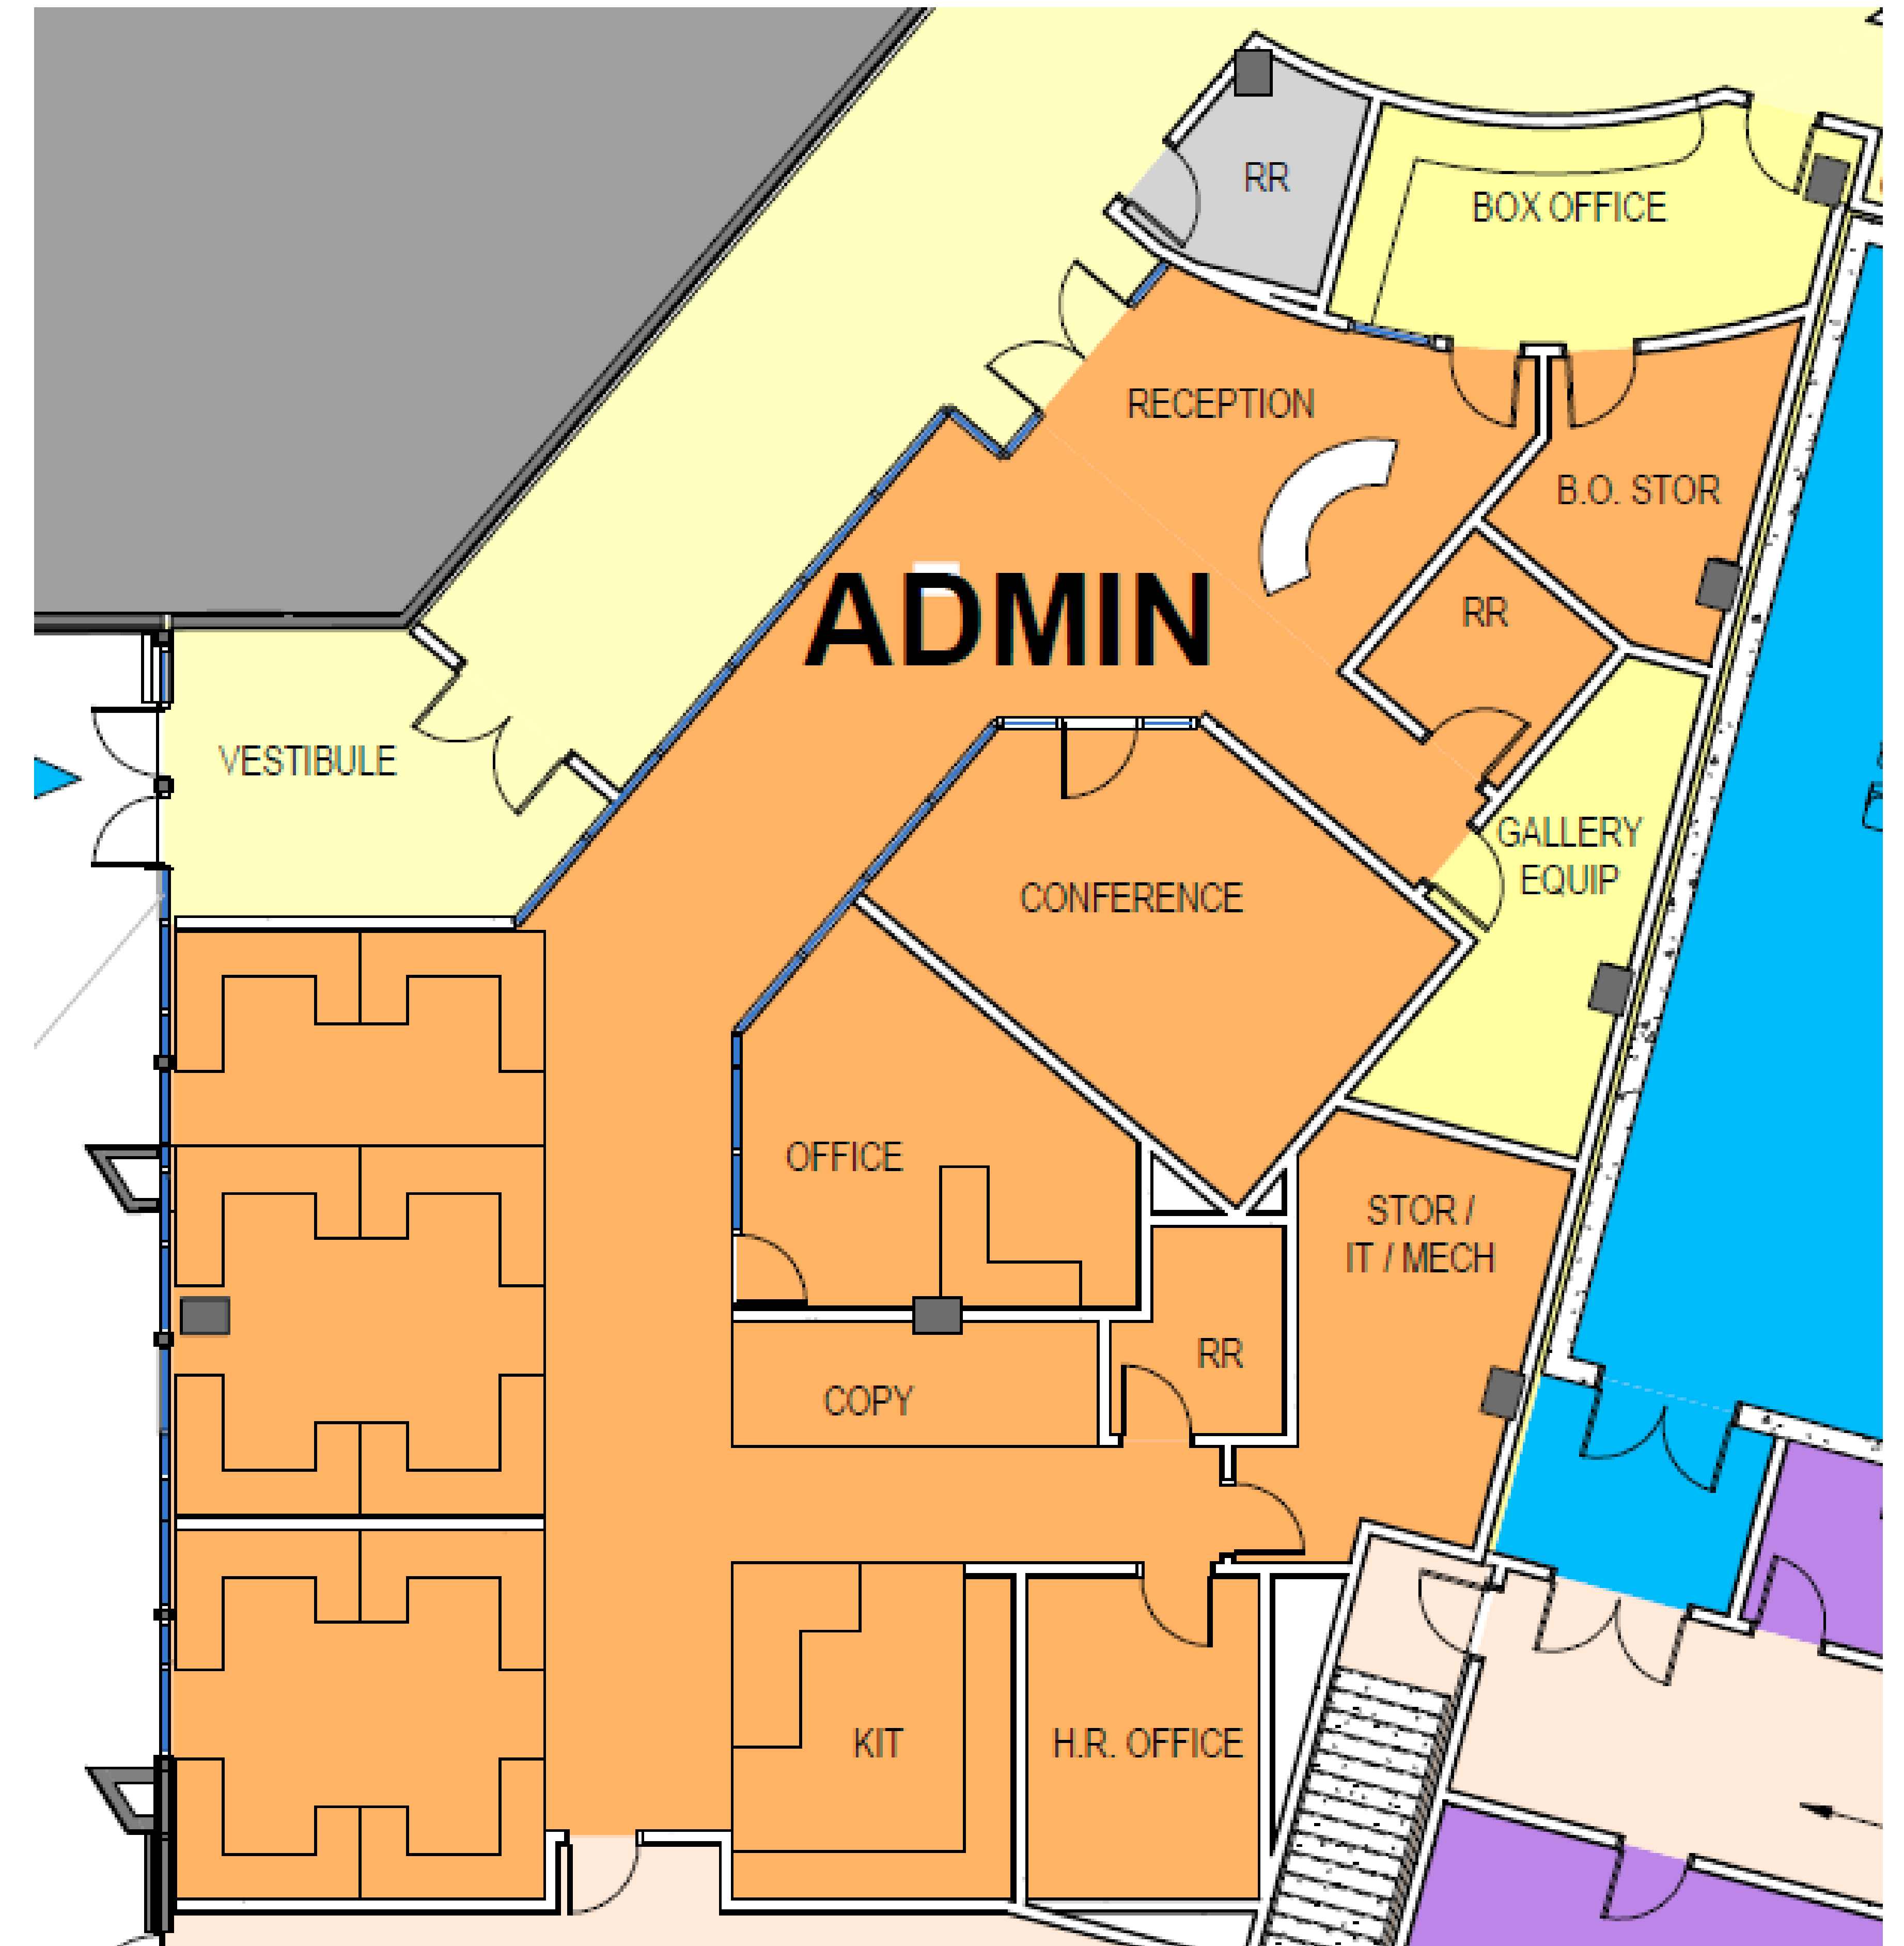 RR
BOX OFFICE
RECEPTION
B.O. STOR
ADMIN
RR
VESTIBULE
GALLERY
EQUIP
CONFERENCE
OFFICE
STOR /
IT / MECH
RR
COPY
KIT
H.R. OFFICE